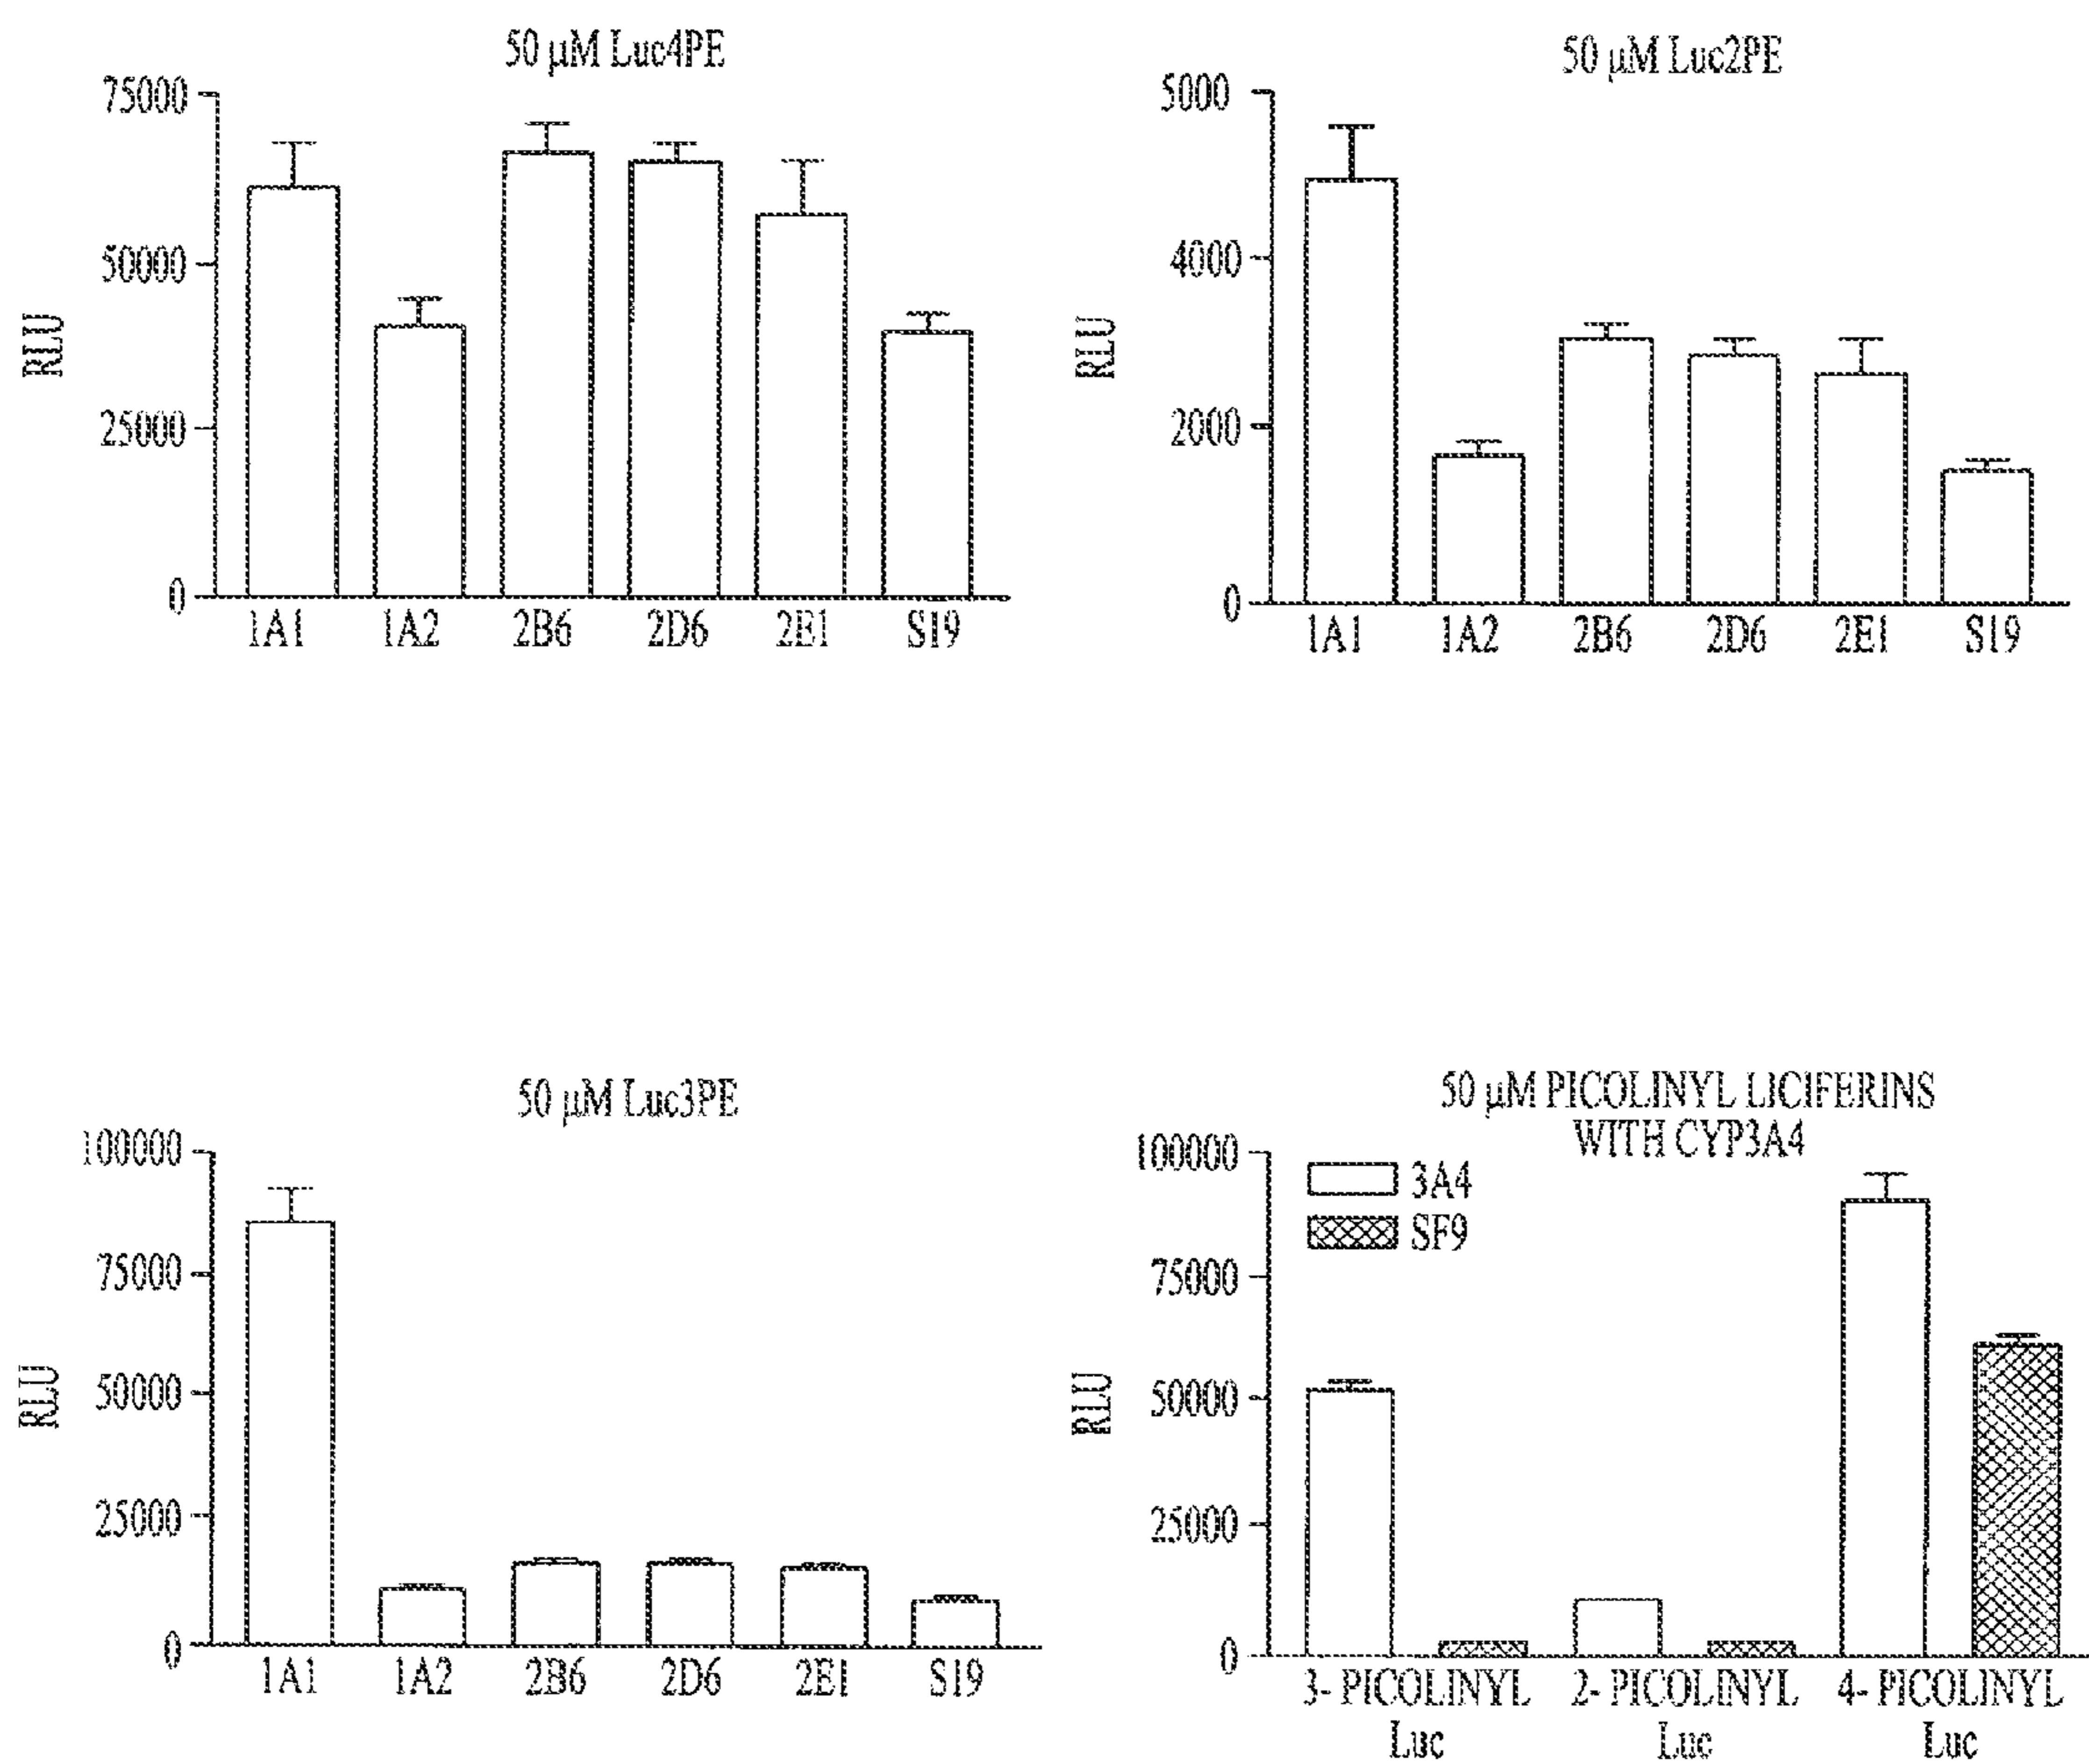 50 µM Luc4PE
75000
50000
25000
0
RLU
1A1 1A2 2B6 2D6 2E1 S19
50 µM Luc2PE
5000
4000
2000
0
RLU
1A1 1A2 2B6 2D6 2E1 S19
50 µM Luc3PE
100000
75000
50000
25000
0
RLU
1A1 1A2 2B6 2D6 2E1 S19
50 µM PICOLINYL LICIFERINS
WITH CYP3A4
100000
75000
50000
25000
0
RLU
3A4
SF9
3- PICOLINYL 2- PICOLINYL 4- PICOLINYL
Luc Luc Luc